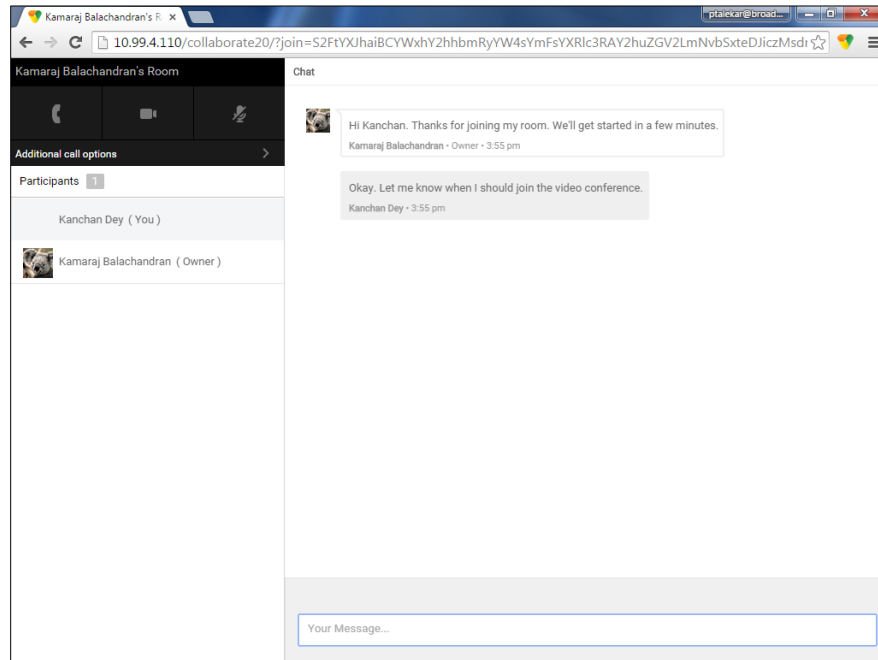 Kamaraj Balachandran's R
ptalekar@broad...
10.99.4.110/collaborate20/?join=S2FtYXJhaiBCYWxhY2hhbmRyYW4sYmFsYXRlc3RAY2huZGV2LmNvbSxteDJiczMsdr
Kamaraj Balachandran's Room
Chat
Hi Kanchan. Thanks for joining my room. We'll get started in a few minutes.
Kamaraj Balachandran • Owner • 3:55 pm
Additional call options
Participants 1
Okay. Let me know when I should join the video conference.
Kanchan Dey • 3:55 pm
Kanchan Dey ( You )
Kamaraj Balachandran ( Owner )
Your Message...